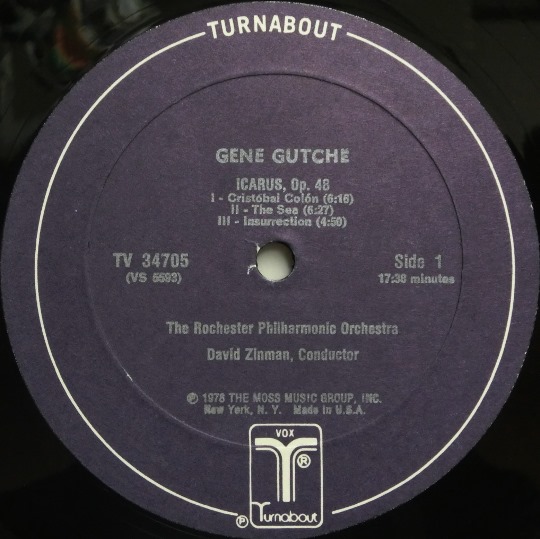 TURNABOUT
GENE GUTCHË
ICARUS, Op. 48
I - Cristóbal Colón (6:16)
II - The Sea (6:27)
III - Insurrection (4:50)
TV 34705
(VS 5593)
Side 1
17:38 minutes
The Rochester Philharmonic Orchestra
David Zinman, Conductor
℗ 1978 THE MOSS MUSIC GROUP, INC.
New York, N. Y. Made in U.S.A.
VOX
T®
℗ Turnabout